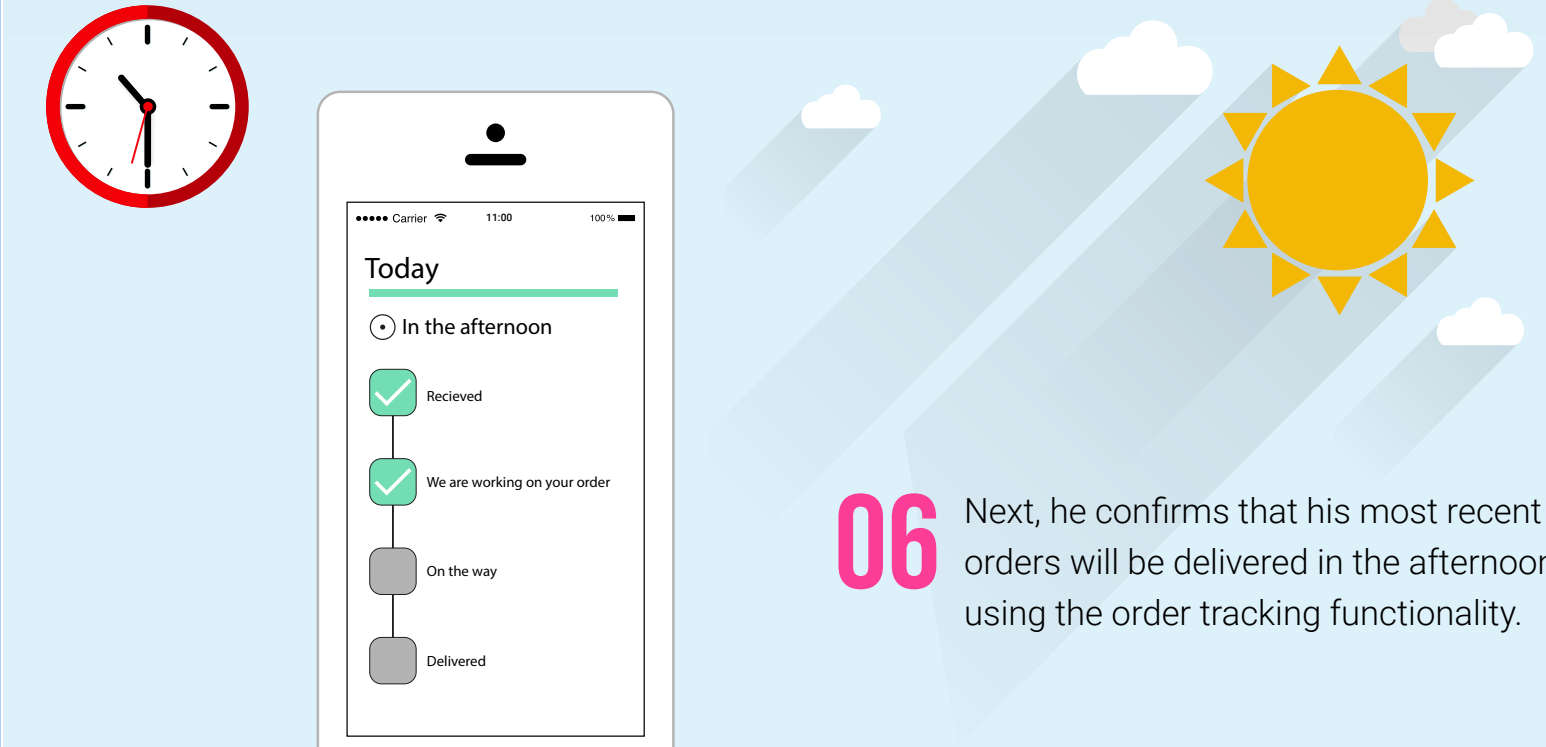 ●●●●● Carrier 11:00 100%
Today
In the afternoon
Recieved
We are working on your order
On the way
Delivered
06
Next, he confirms that his most recent
orders will be delivered in the afternoon
using the order tracking functionality.